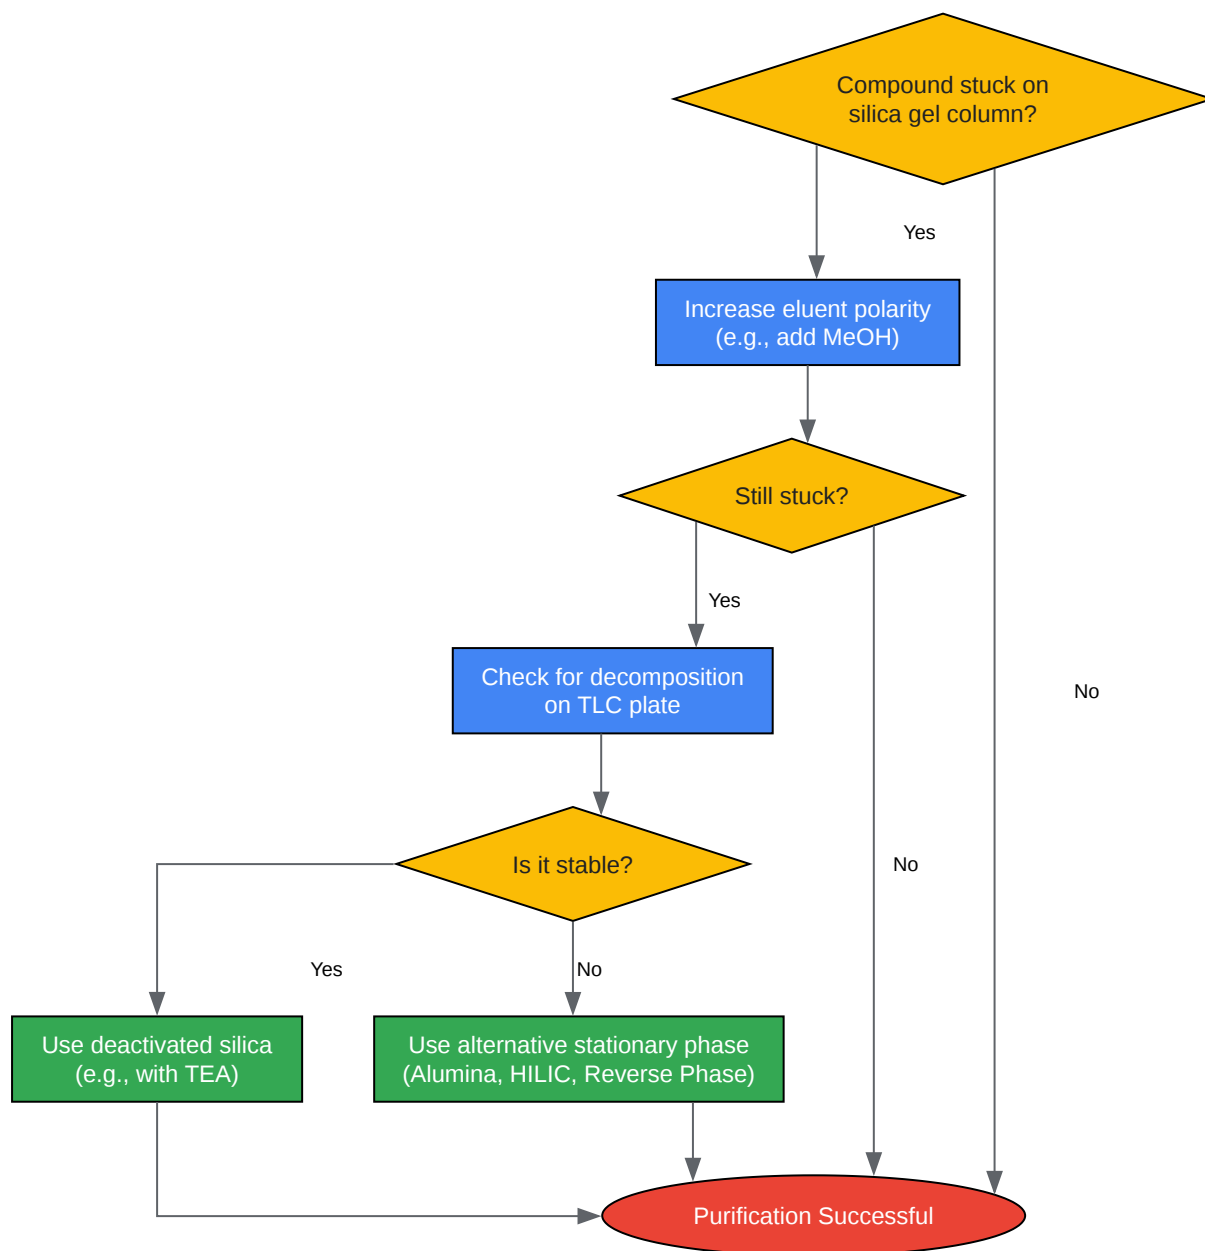 Compound stuck on
silica gel column?
Yes
Increase eluent polarity
(e.g., add MeOH)
Still stuck?
Yes
Check for decomposition
on TLC plate
No
Is it stable?
No
Yes
No
Use deactivated silica
(e.g., with TEA)
Use alternative stationary phase
(Alumina, HILIC, Reverse Phase)
Purification Successful